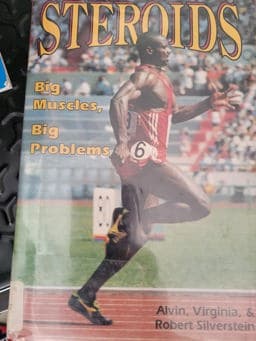 STEROIDS
Big
Muscles,
Big
Problems
6
Alvin, Virginia, &
Robert Silverstein